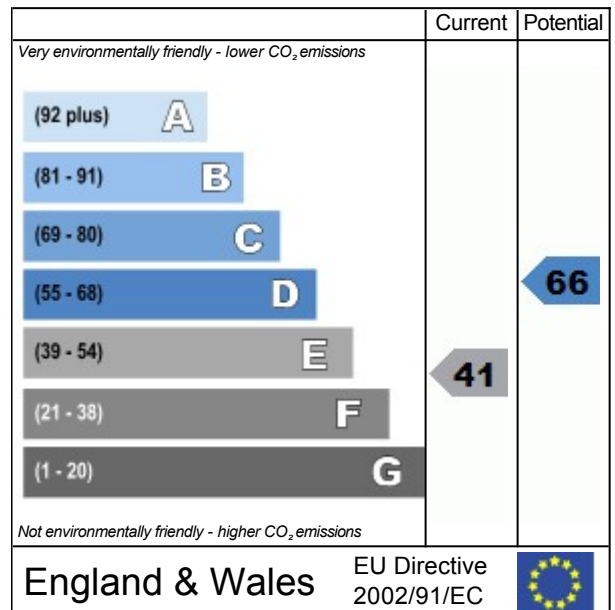 Current Potential
Very environmentally friendly - lower CO₂ emissions
(92 plus) A
(81 - 91) B
(69 - 80) C
(55 - 68) D
66
(39 - 54) E
41
(21 - 38) F
(1 - 20) G
Not environmentally friendly - higher CO₂ emissions
England & Wales
EU Directive
2002/91/EC